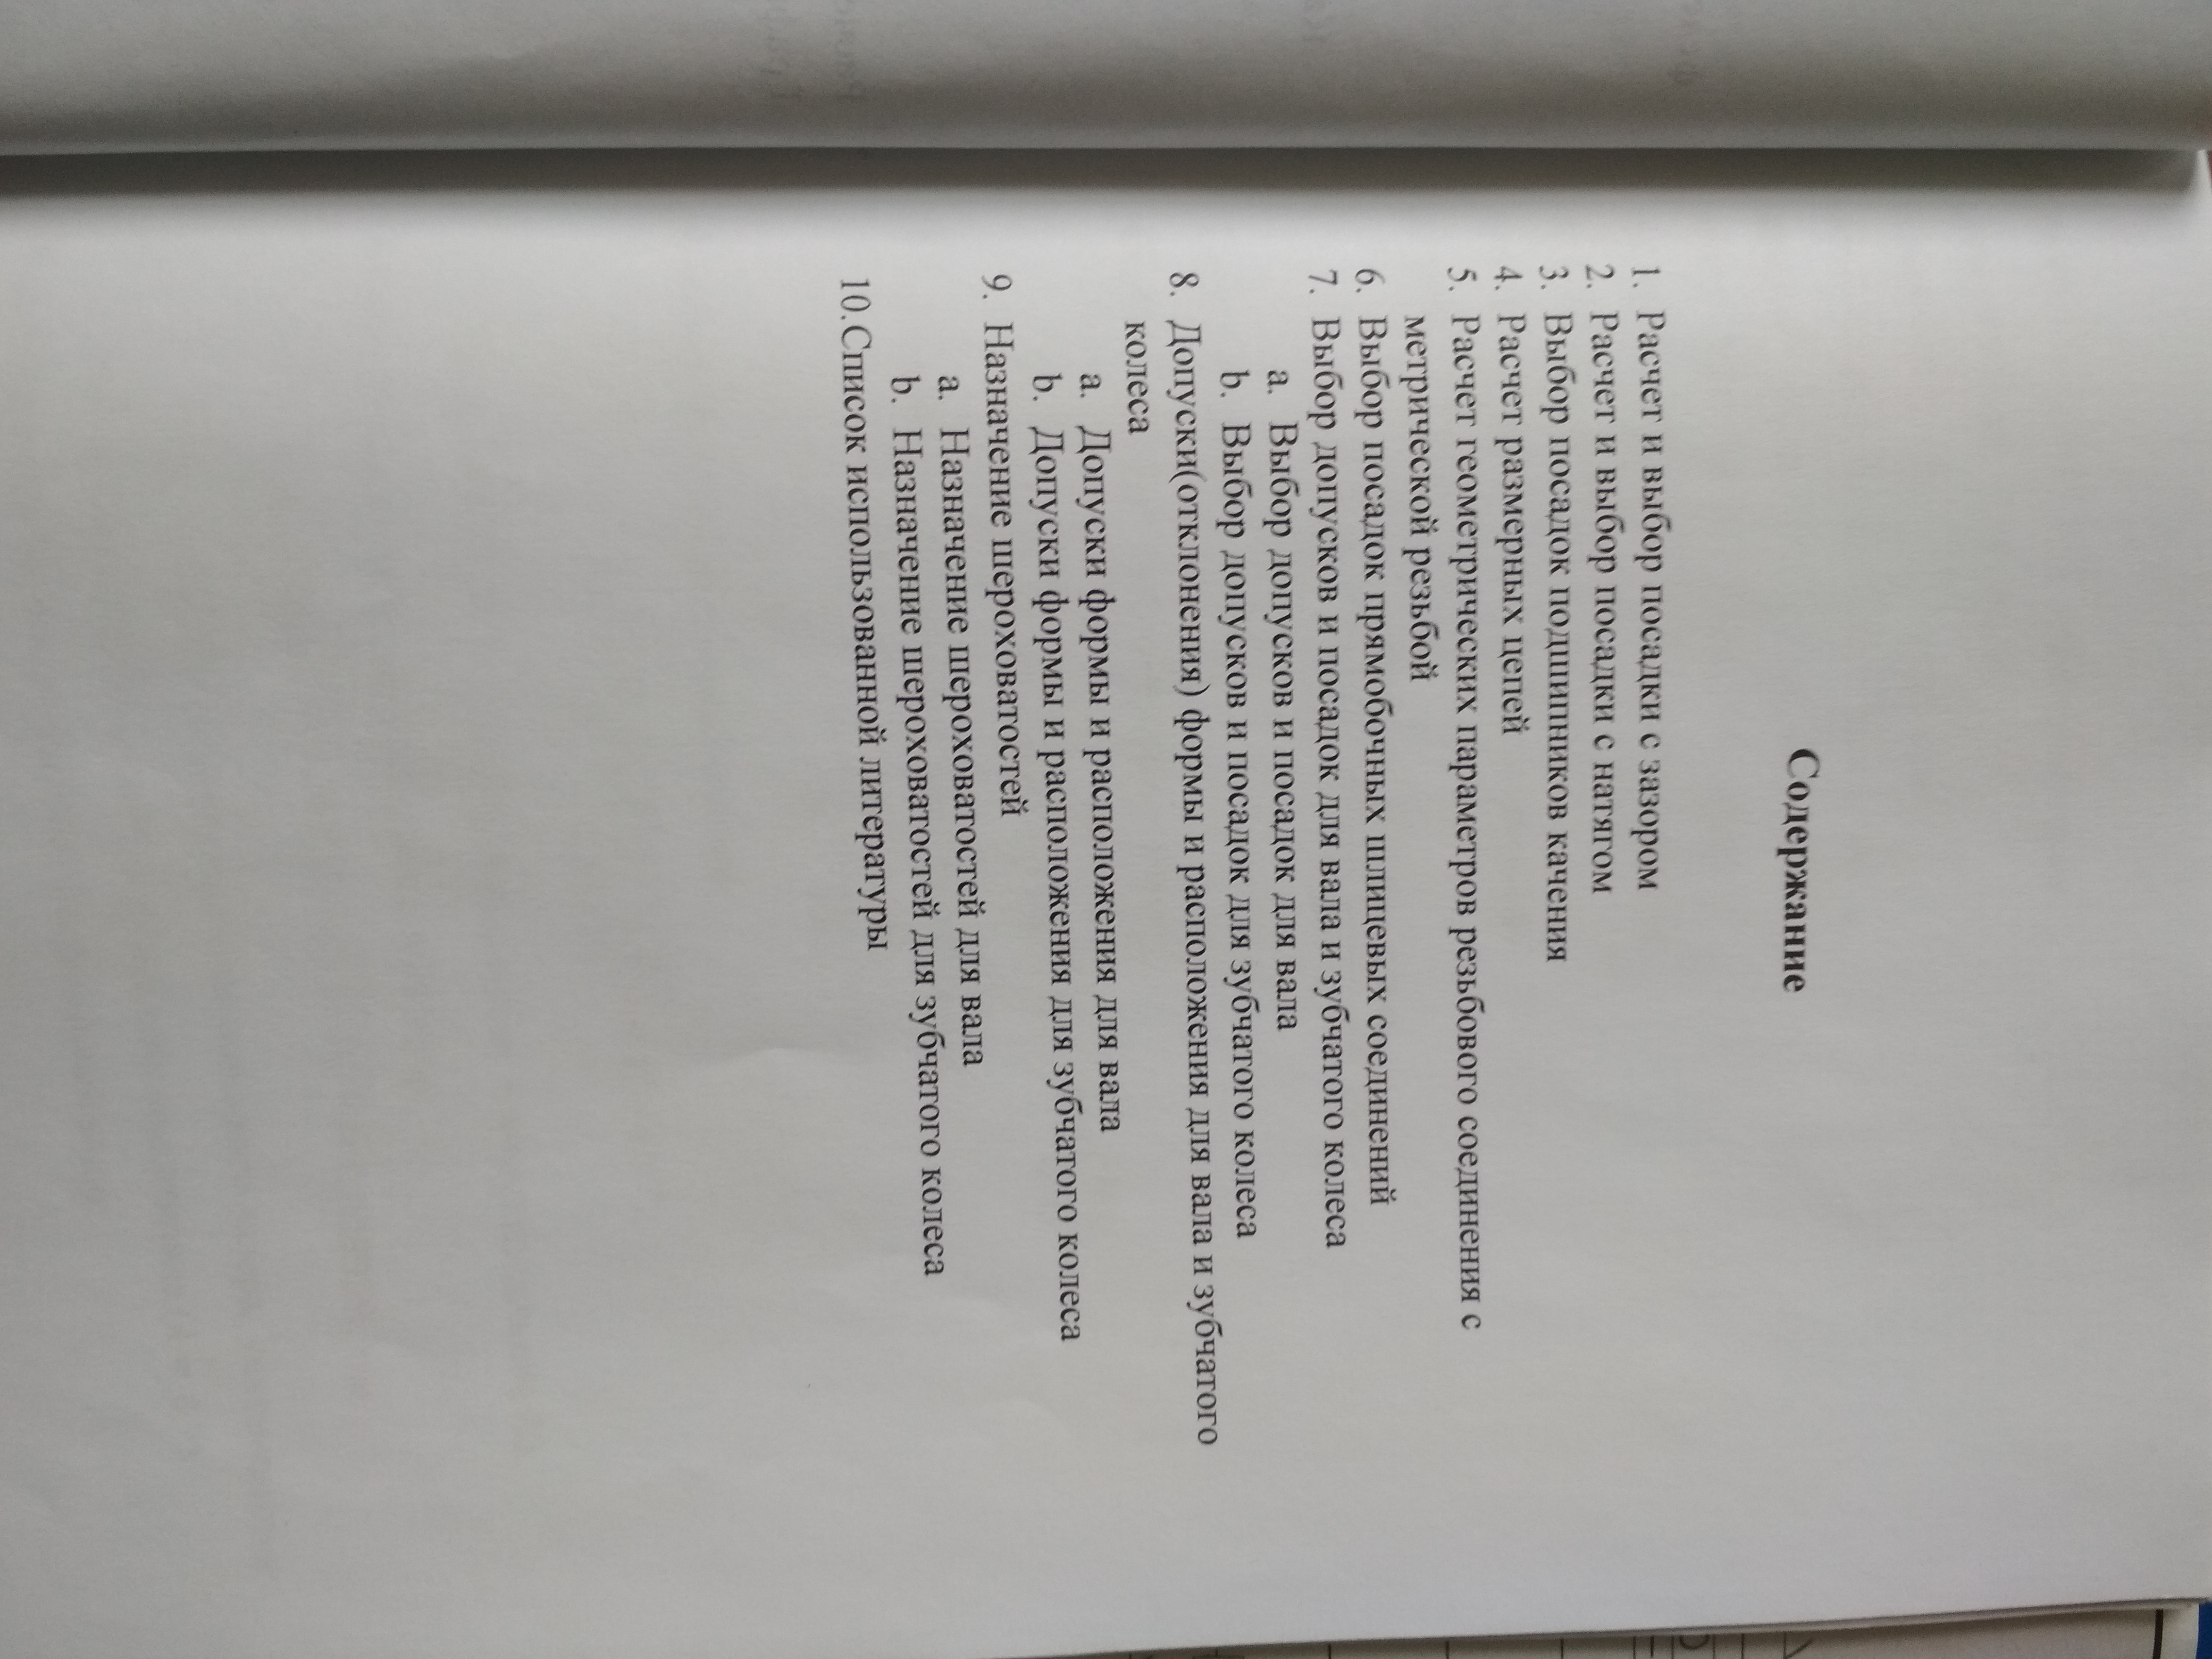 Содержание
1. Расчет и выбор посадки с зазором
2. Расчет и выбор посадки с натягом
3. Выбор посадок подшипников качения
4. Расчет размерных цепей
5. Расчет геометрических параметров резьбового соединения с
метрической резьбой
6. Выбор посадок прямобочных шлицевых соединений
7. Выбор допусков и посадок для вала и зубчатого колеса
a. Выбор допусков и посадок для вала
b. Выбор допусков и посадок для зубчатого колеса
8. Допуски(отклонения) формы и расположения для вала и зубчатого
колеса
a. Допуски формы и расположения для вала
b. Допуски формы и расположения для зубчатого колеса
9. Назначение шероховатостей
a. Назначение шероховатостей для вала
b. Назначение шероховатостей для зубчатого колеса
10.Список использованной литературы